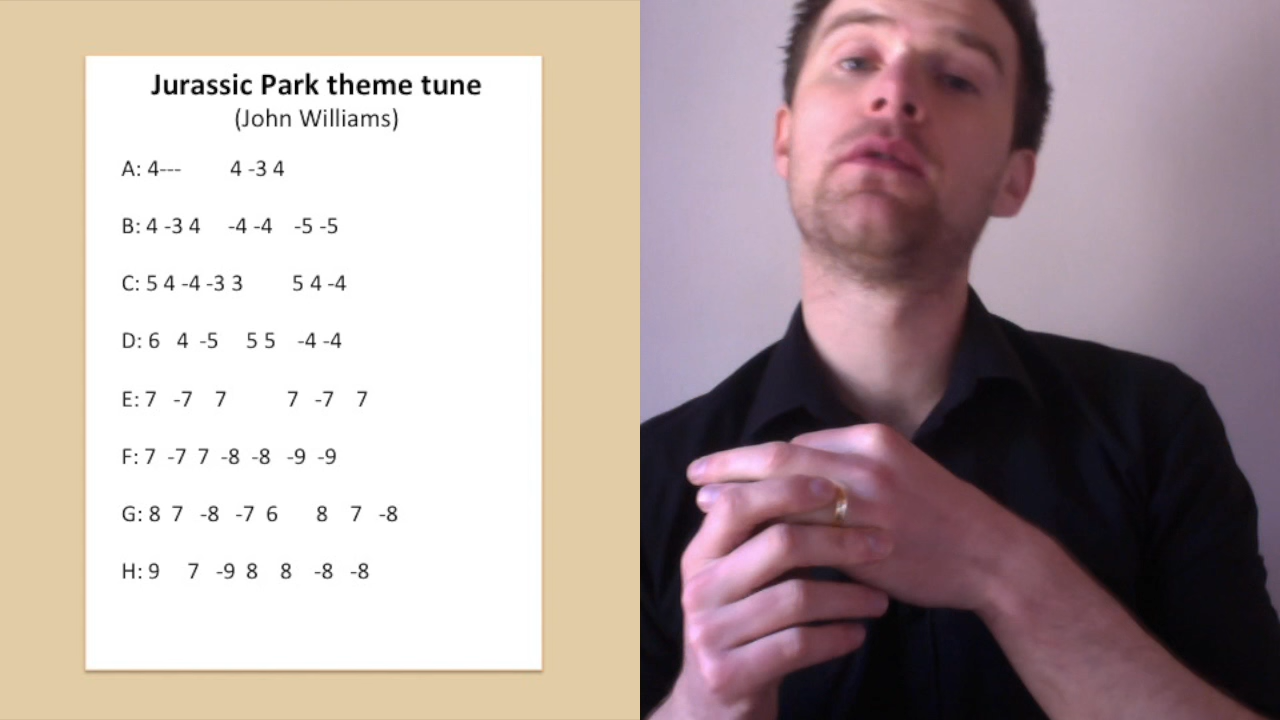 Jurassic Park theme tune
(John Williams)
A: 4--- 4 -3 4
B: 4 -3 4 -4 -4 -5 -5
C: 5 4 -4 -3 3 5 4 -4
D: 6 4 -5 5 5 -4 -4
E: 7 -7 7 7 -7 7
F: 7 -7 7 -8 -8 -9 -9
G: 8 7 -8 -7 6 8 7 -8
H: 9 7 -9 8 8 -8 -8